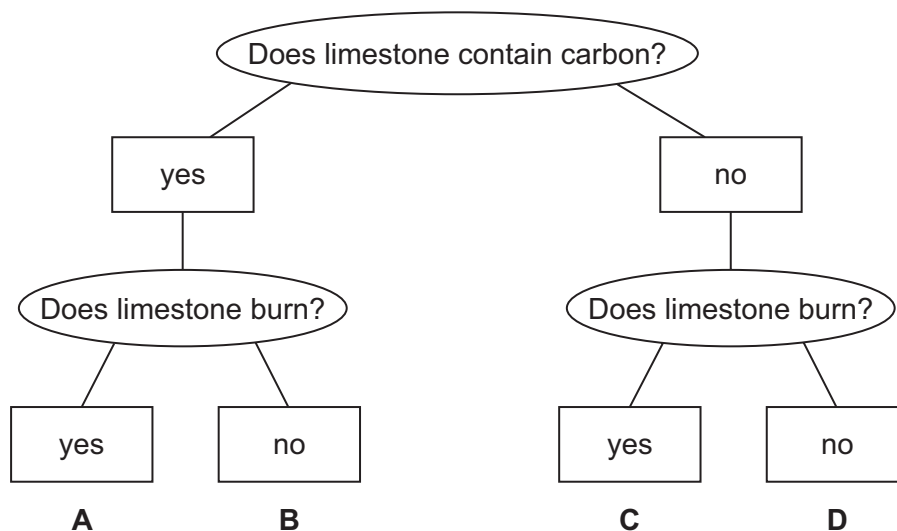 Does limestone contain carbon?
yes
no
Does limestone burn?
Does limestone burn?
yes
no
yes
no
A
B
C
D